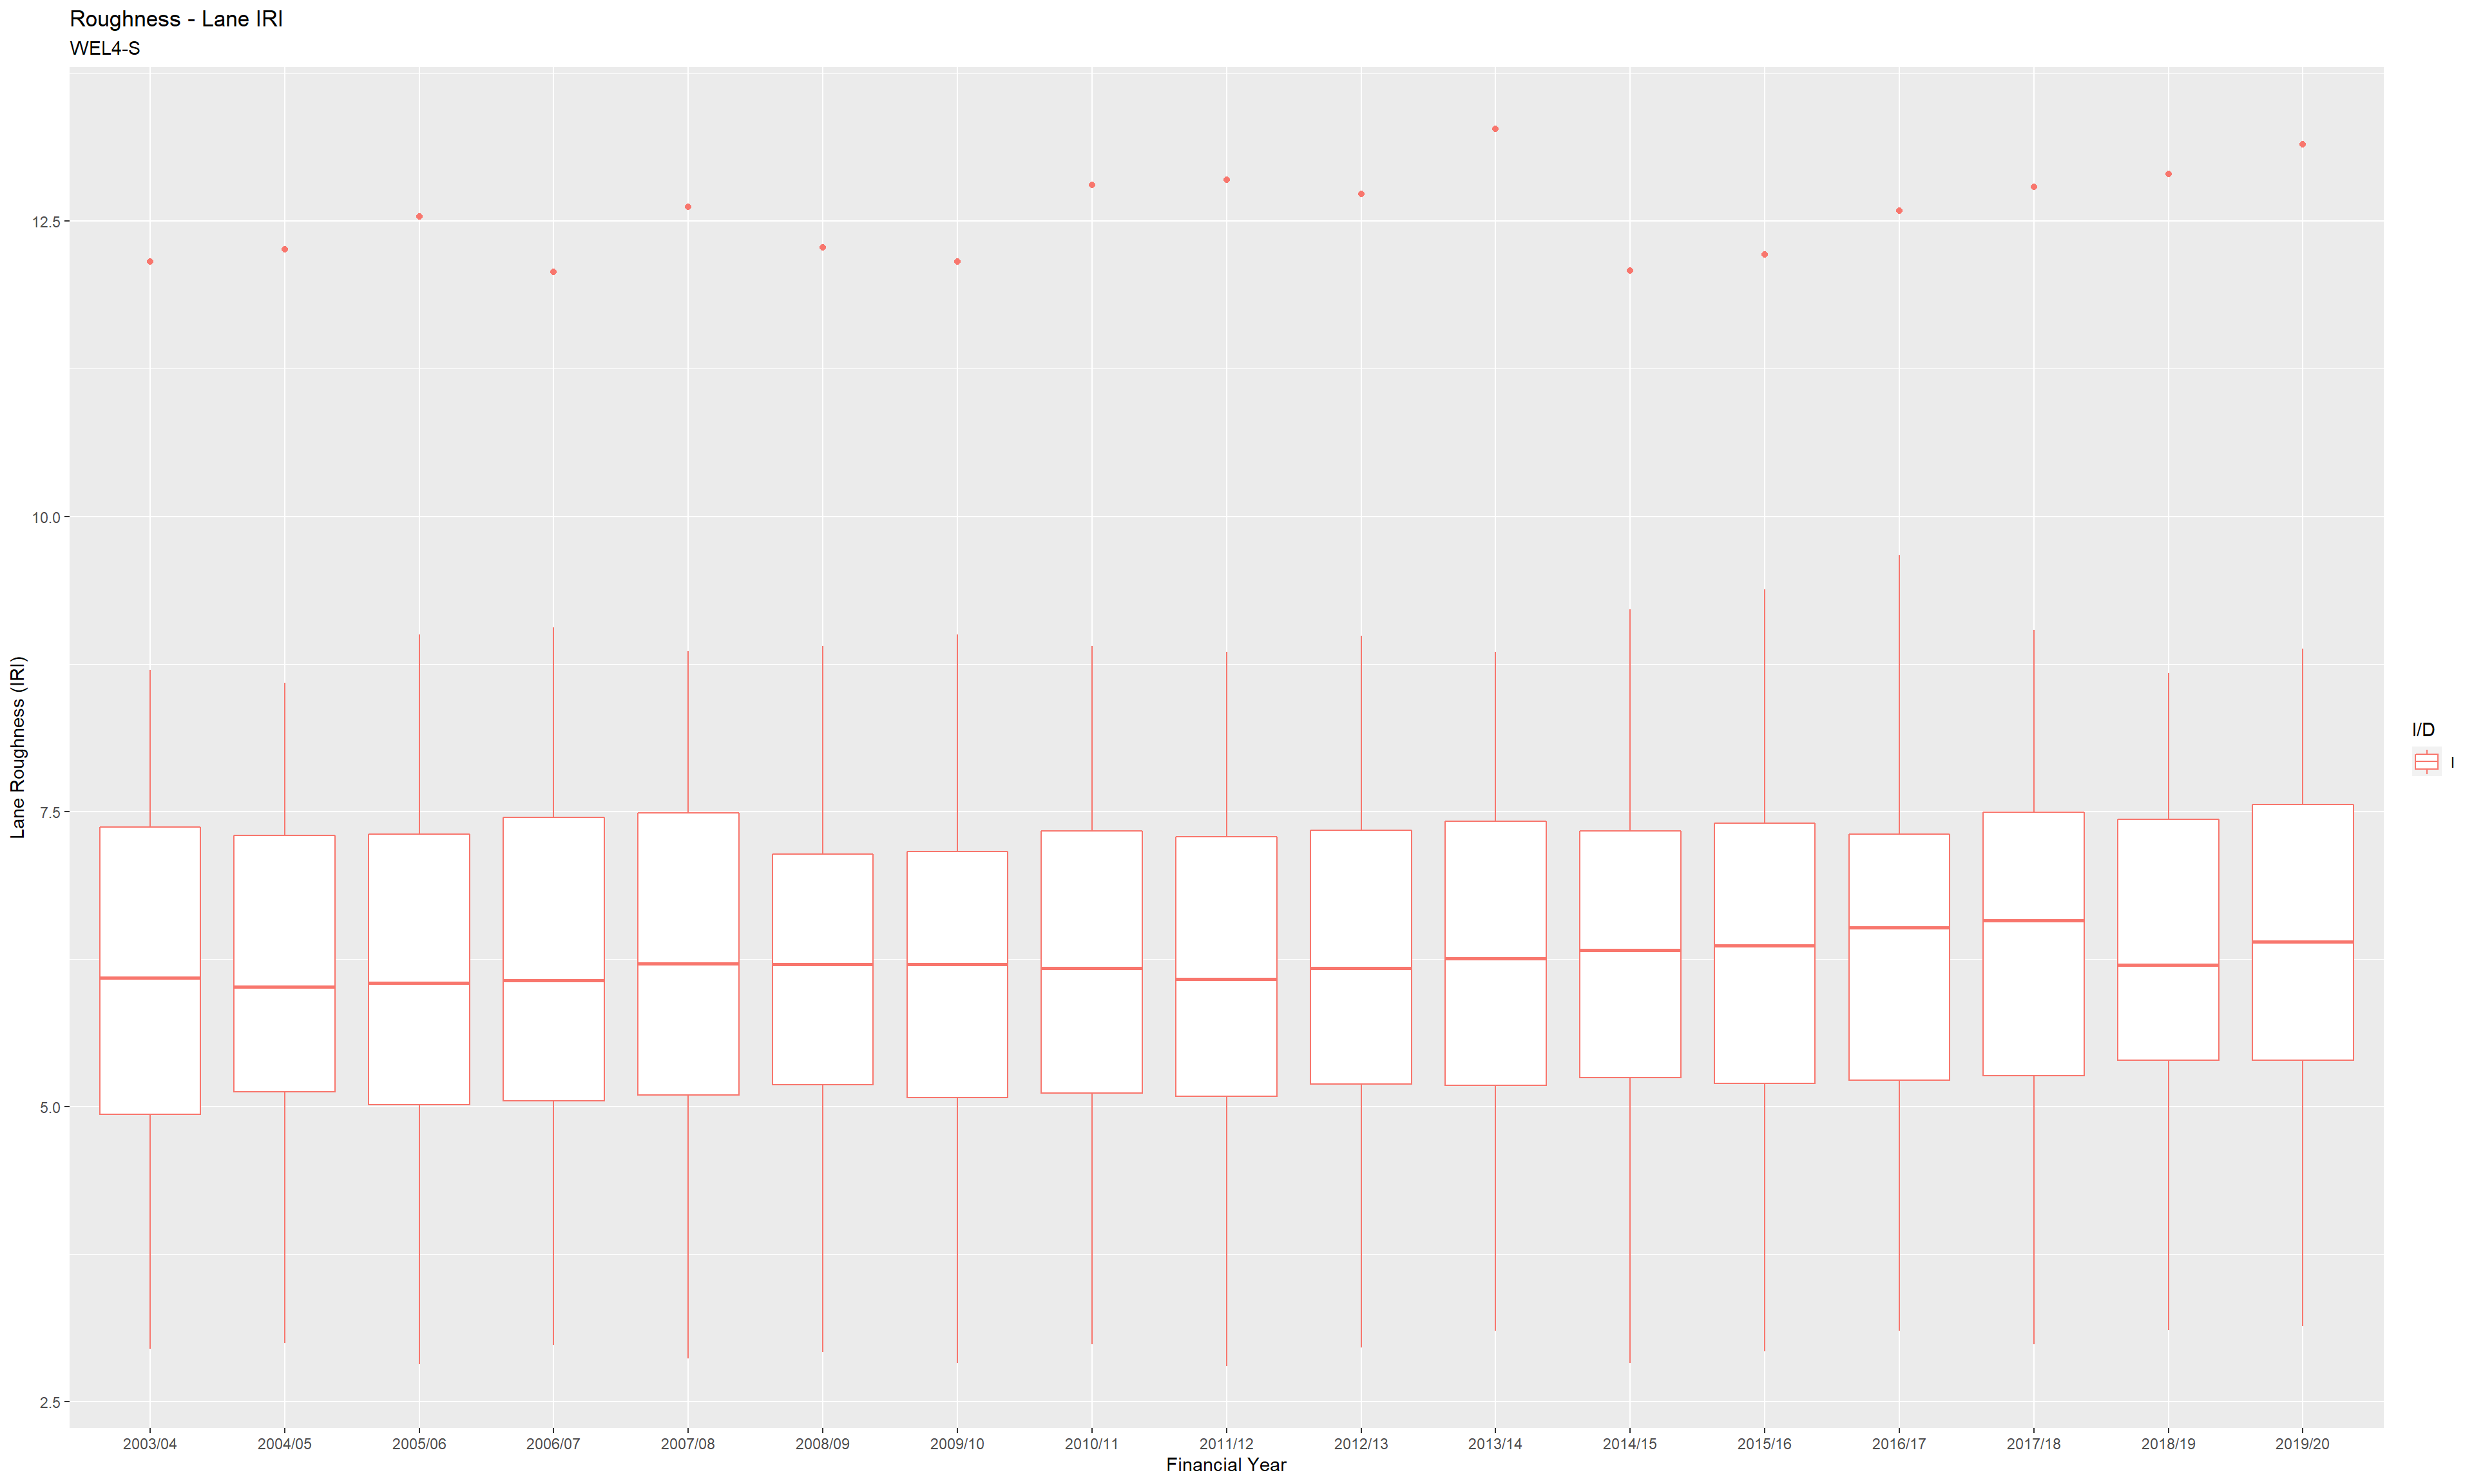 Roughness - Lane IRI
WEL4-S
Lane Roughness (IRI)
12.5
10.0
7.5
5.0
2.5
2003/04 2004/05 2005/06 2006/07 2007/08 2008/09 2009/10 2010/11 2011/12 2012/13 2013/14 2014/15 2015/16 2016/17 2017/18 2018/19 2019/20
Financial Year
I/D
I